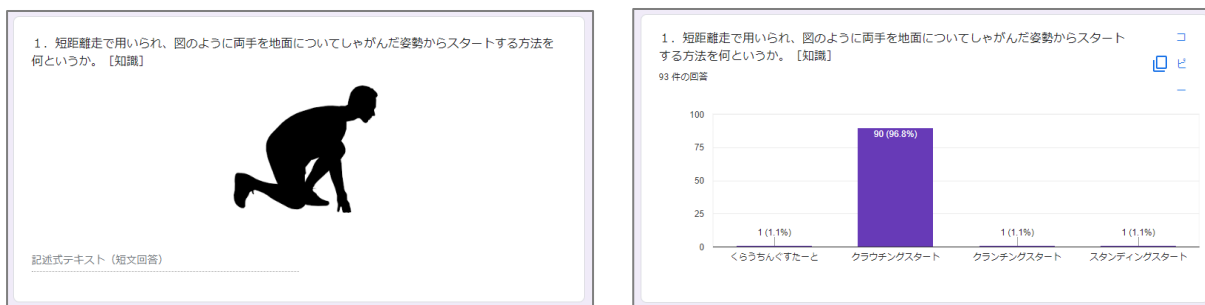 1．短距離走で用いられ、図のように両手を地面についてしゃがんだ姿勢からスタートする方法を
何というか。［知識］
記述式テキスト（短文回答）
1．短距離走で用いられ、図のように両手を地面についてしゃがんだ姿勢からスタート
する方法を何というか。［知識］
コピー
93 件の回答
100
75
50
25
0
1 (1.1%)
90 (96.8%)
1 (1.1%)
1 (1.1%)
くらうちんぐすたーと
クラウチングスタート
クランチングスタート
スタンディングスタート